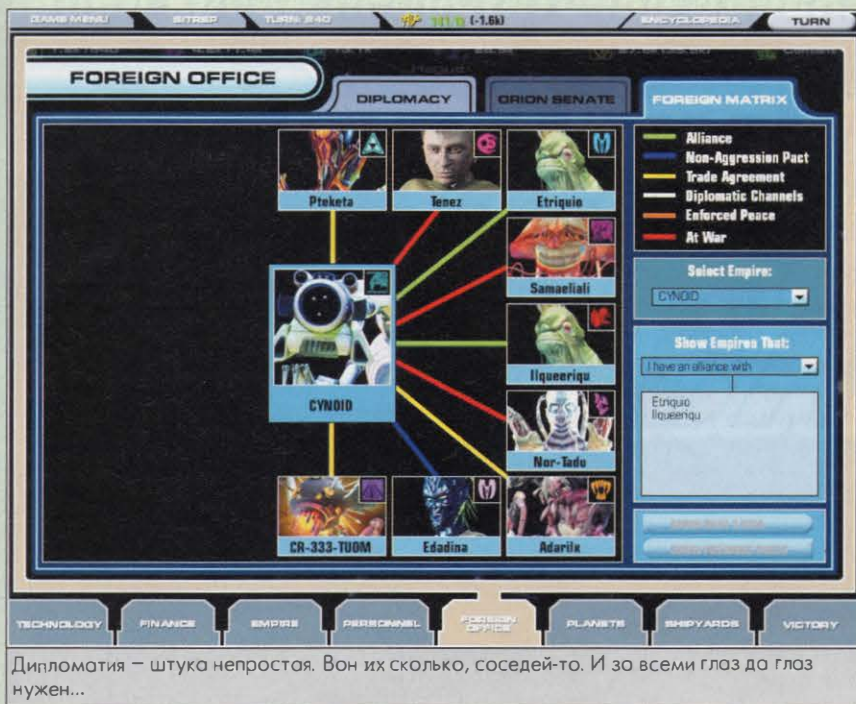 GAME MENU
SITREP
TURN: 240
(-1.6k)
ENCYCLOPEDIA
TURN
FOREIGN OFFICE
DIPLOMACY
ORION SENATE
FOREIGN MATRIX
Alliance
Non-Aggression Pact
Trade Agreement
Diplomatic Channels
Enforced Peace
At War
Select Empire:
CYNOID
Show Empires That:
I have an alliance with
Etriquio
Ilqueeriqu
Pteketa
Tenez
Etriquio
Samaeliali
Ilqueeriqu
CYNOID
Nor-Tadu
CR-333-TUOM
Edadina
Adarilx
TECHNOLOGY
FINANCE
EMPIRE
PERSONNEL
FOREIGN
OFFICE
PLANETS
SHIPYARDS
VICTORY
Дипломатия – штука непростая. Вон их сколько, соседей-то. И за всеми глаз да глаз
нужен...